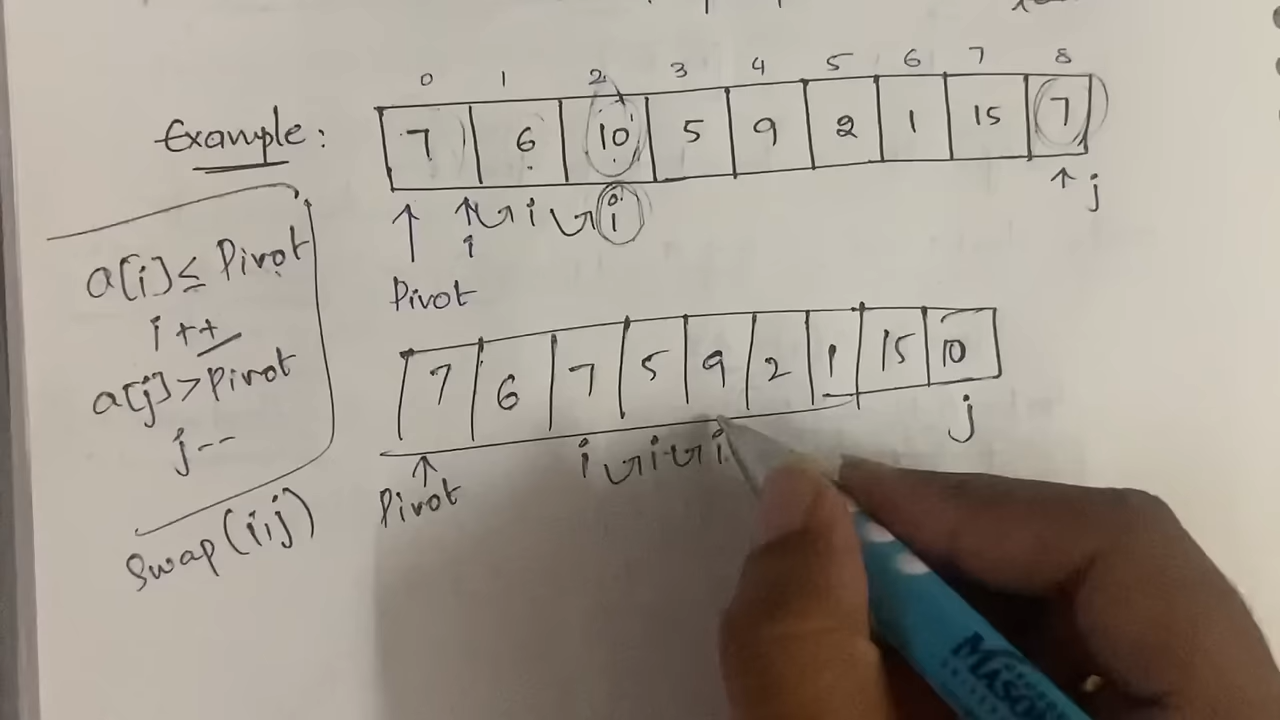 0 1 2 3 4 5 6 7 8
Example: 7 6 10 5 9 2 1 15 7
↑ ↑ i i ↑ j
i
Pivot
a[i] ≤ Pivot
i++
a[j] > Pivot
j--
Swap(i,j)
7 6 7 5 9 2 1 15 10
i i i j
↑
Pivot
MASON